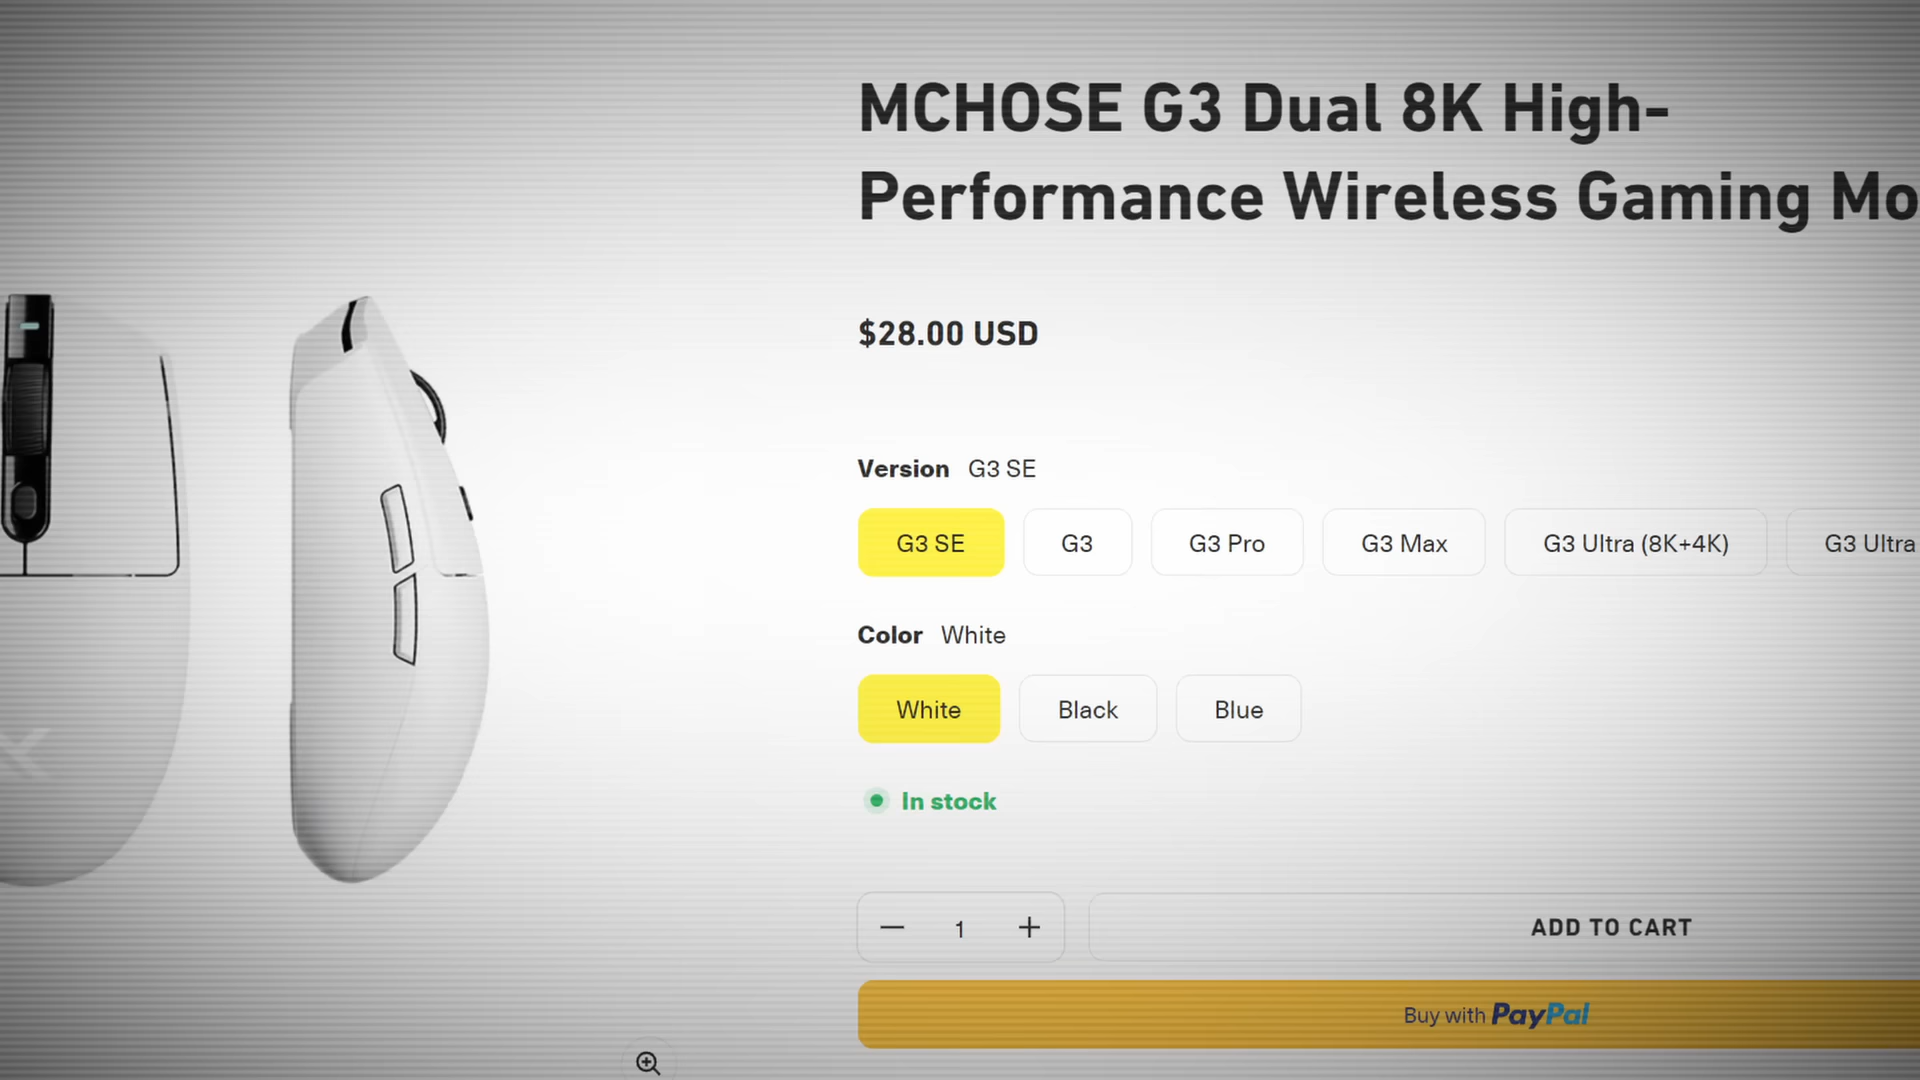 MCHOSE G3 Dual 8K High-
Performance Wireless Gaming Mo
$28.00 USD
Version G3 SE
G3 SE G3 G3 Pro G3 Max G3 Ultra (8K+4K) G3 Ultra
Color White
White Black Blue
In stock
1 ADD TO CART
Buy with PayPal